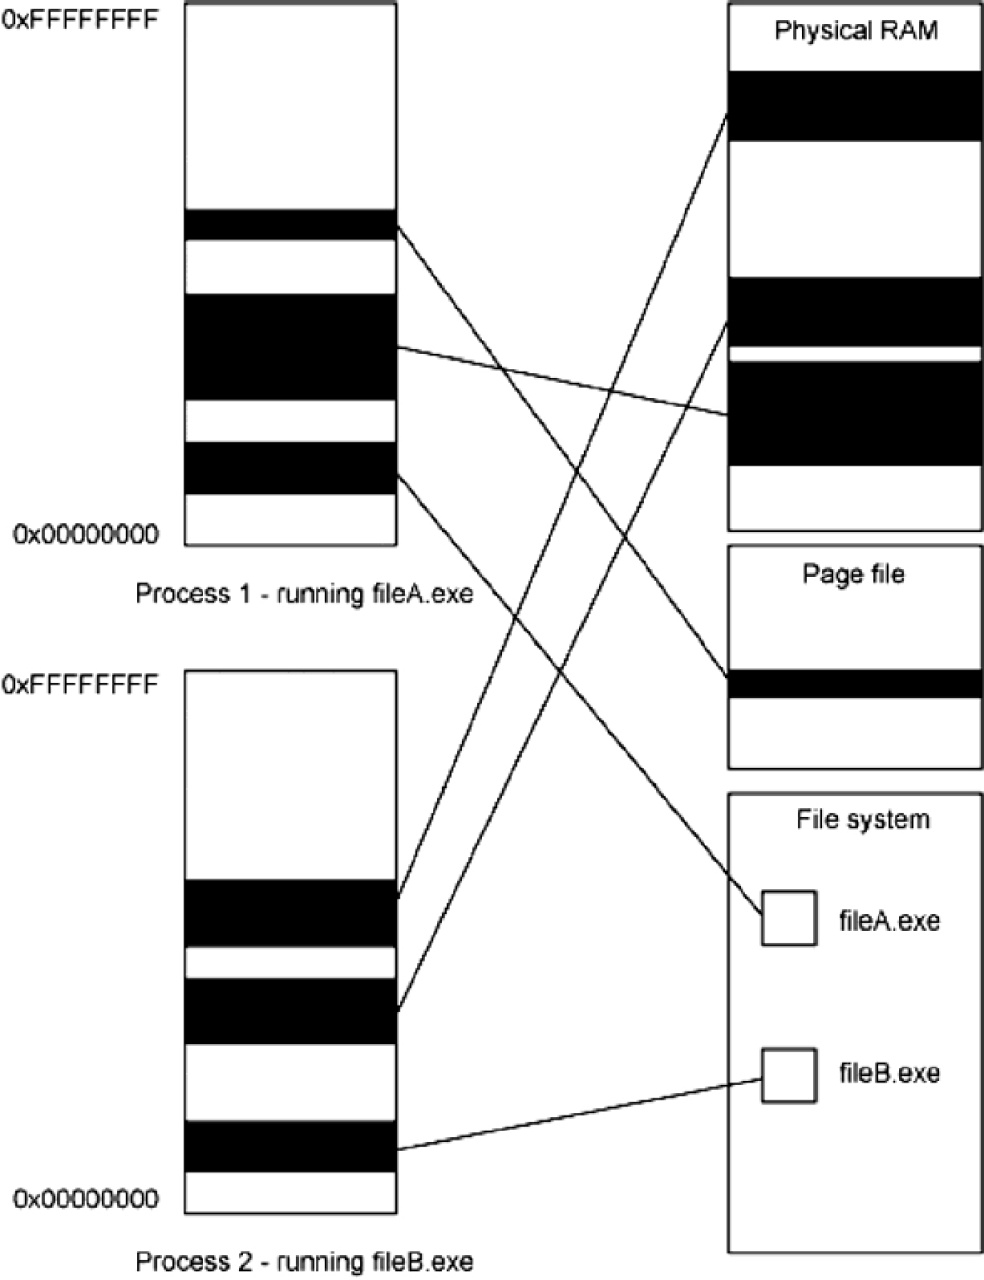 0xFFFFFFFF
0x00000000
Process 1 - running fileA.exe
0xFFFFFFFF
0x00000000
Process 2 - running fileB.exe
Physical RAM
Page file
File system
fileA.exe
fileB.exe